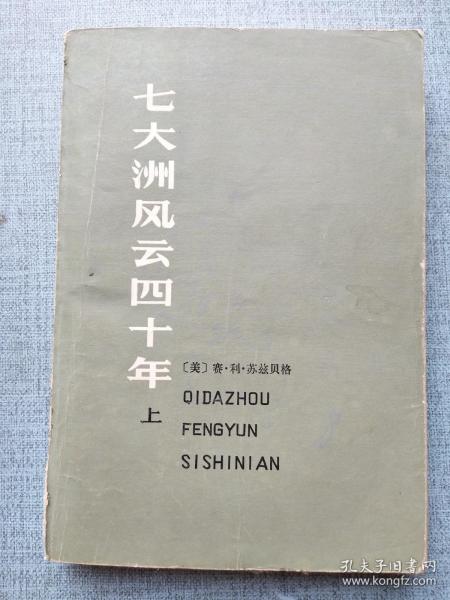 七大洲风云四十年
上
〔美〕赛·利·苏兹贝格
QIDAZHOU
FENGYUN
SISHINIAN
孔夫子旧书网
www.kongfz.com